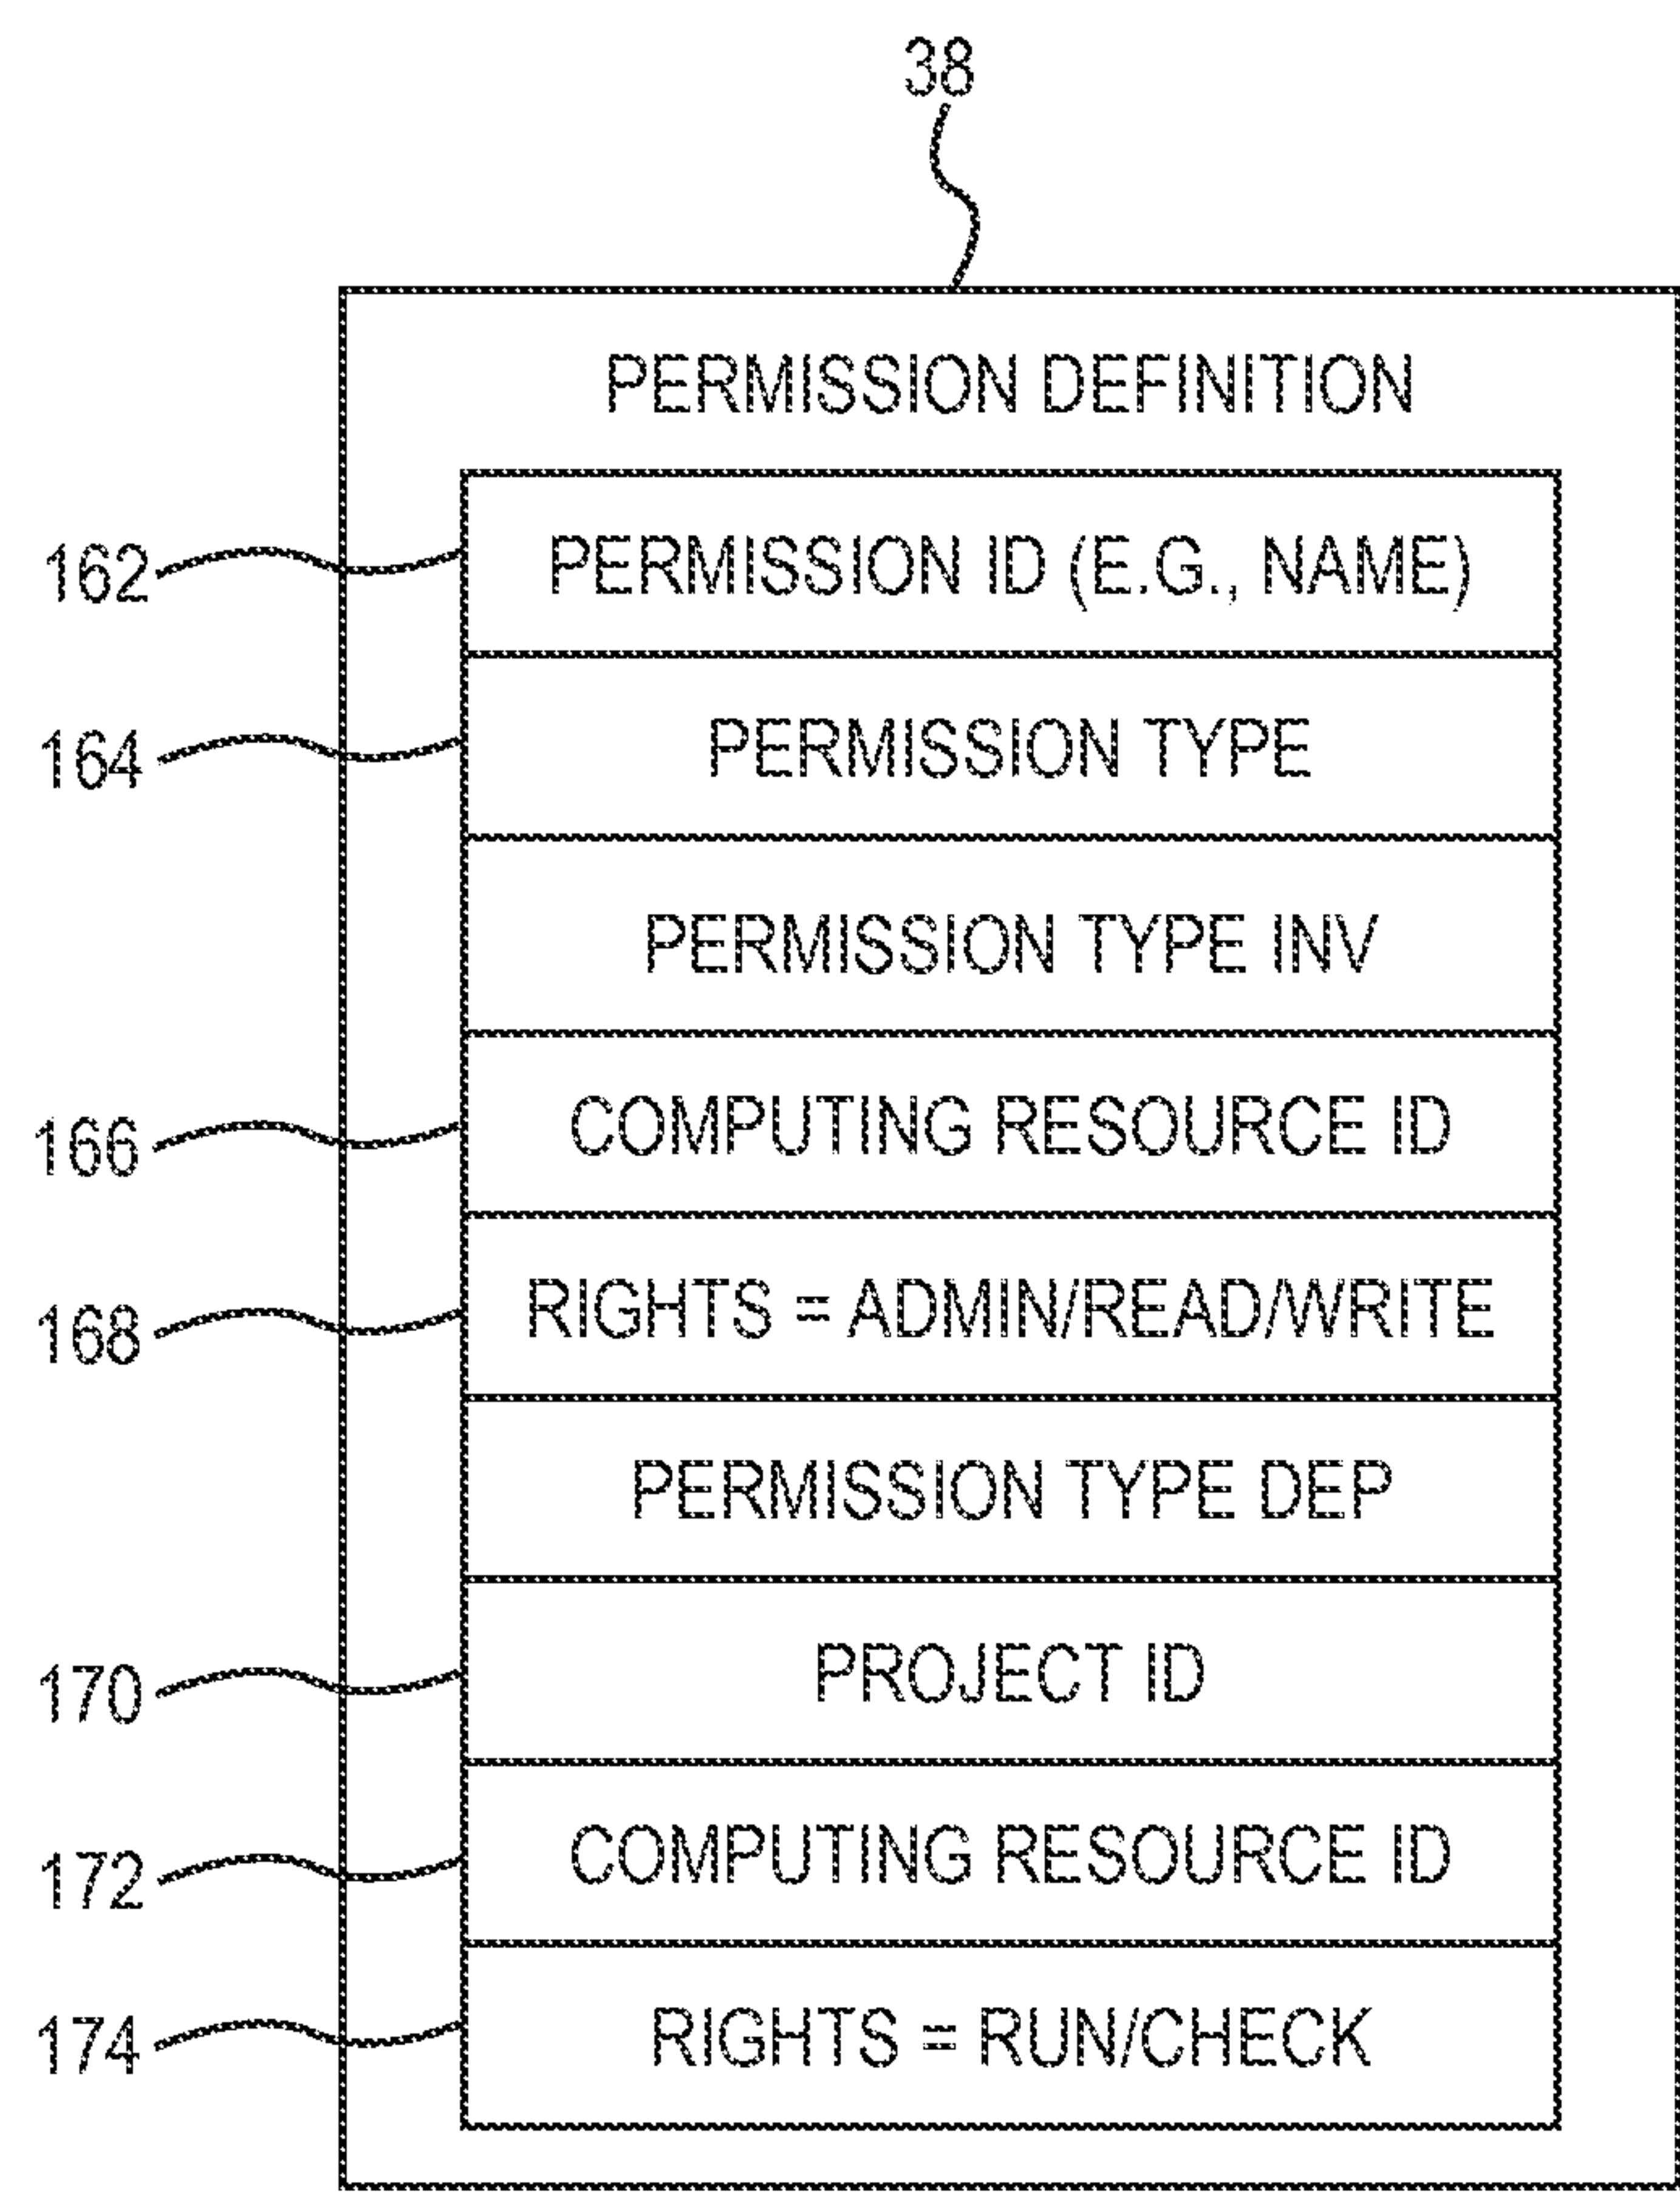 38
PERMISSION DEFINITION
162 PERMISSION ID (E.G., NAME)
164 PERMISSION TYPE
PERMISSION TYPE INV
166 COMPUTING RESOURCE ID
168 RIGHTS = ADMIN/READ/WRITE
PERMISSION TYPE DEP
170 PROJECT ID
172 COMPUTING RESOURCE ID
174 RIGHTS = RUN/CHECK